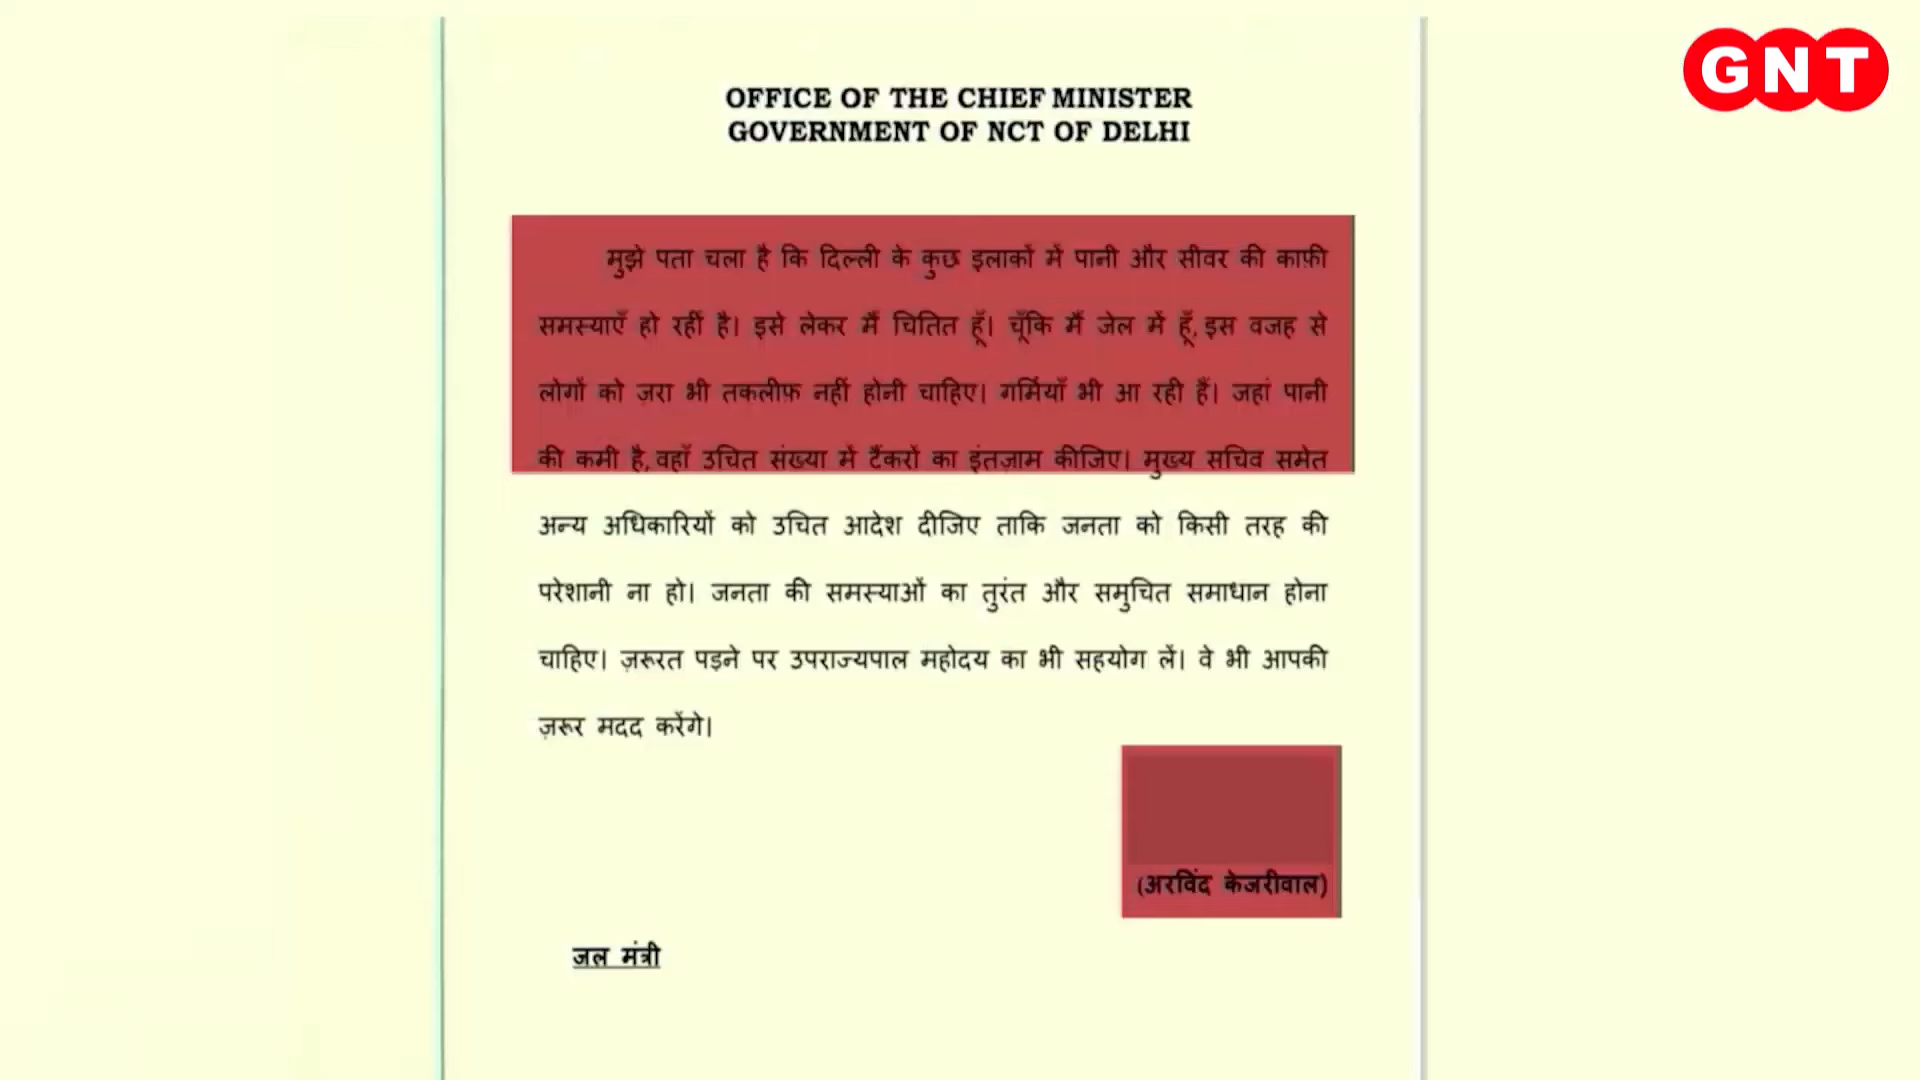 GNT
OFFICE OF THE CHIEF MINISTER
GOVERNMENT OF NCT OF DELHI
मुझे पता चला है कि दिल्ली के कुछ इलाकों में पानी और सीवर की काफ़ी
समस्याएँ हो रहीं है। इसे लेकर मैं चिंतित हूँ। चूँकि मैं जेल में हूँ, इस वजह से
लोगों को ज़रा भी तकलीफ़ नहीं होनी चाहिए। गर्मियाँ भी आ रही हैं। जहां पानी
की कमी है, वहाँ उचित संख्या में टैंकरों का इंतज़ाम कीजिए। मुख्य सचिव समेत
अन्य अधिकारियों को उचित आदेश दीजिए ताकि जनता को किसी तरह की
परेशानी ना हो। जनता की समस्याओं का तुरंत और समुचित समाधान होना
चाहिए। ज़रूरत पड़ने पर उपराज्यपाल महोदय का भी सहयोग लें। वे भी आपकी
ज़रूर मदद करेंगे।
(अरविंद केजरीवाल)
जल मंत्री